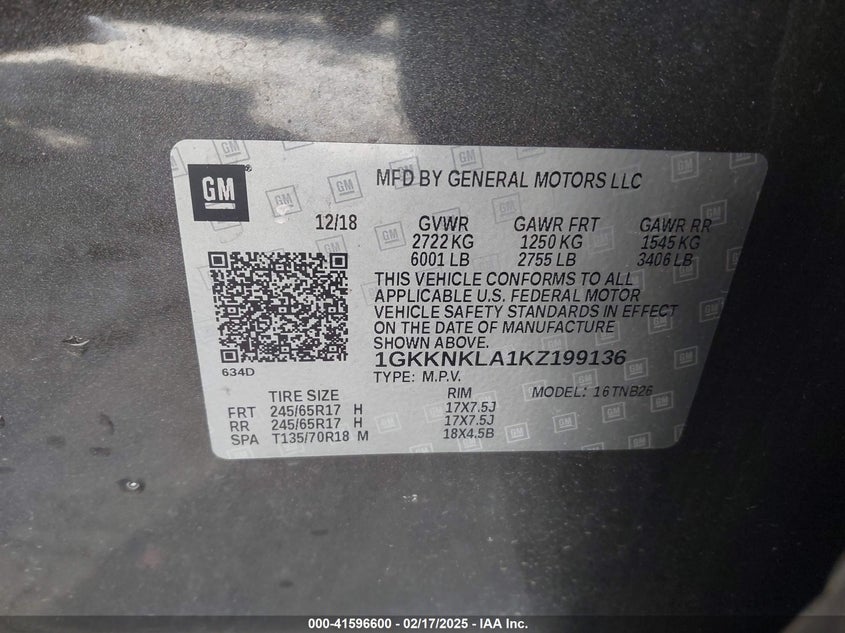 GM
MFD BY GENERAL MOTORS LLC
12/18 GVWR GAWR FRT GAWR RR
2722 KG 1250 KG 1545 KG
6001 LB 2755 LB 3406 LB
THIS VEHICLE CONFORMS TO ALL
APPLICABLE U.S. FEDERAL MOTOR
VEHICLE SAFETY STANDARDS IN EFFECT
ON THE DATE OF MANUFACTURE
SHOWN ABOVE.
1GKKNKLA1KZ199136
634D
TYPE: M.P.V. MODEL: 16TNB26
TIRE SIZE RIM
FRT 245/65R17 H 17X7.5J
RR 245/65R17 H 17X7.5J
SPA T135/70R18 M 18X4.5B
000-41596600 - 02/17/2025 - IAA Inc.